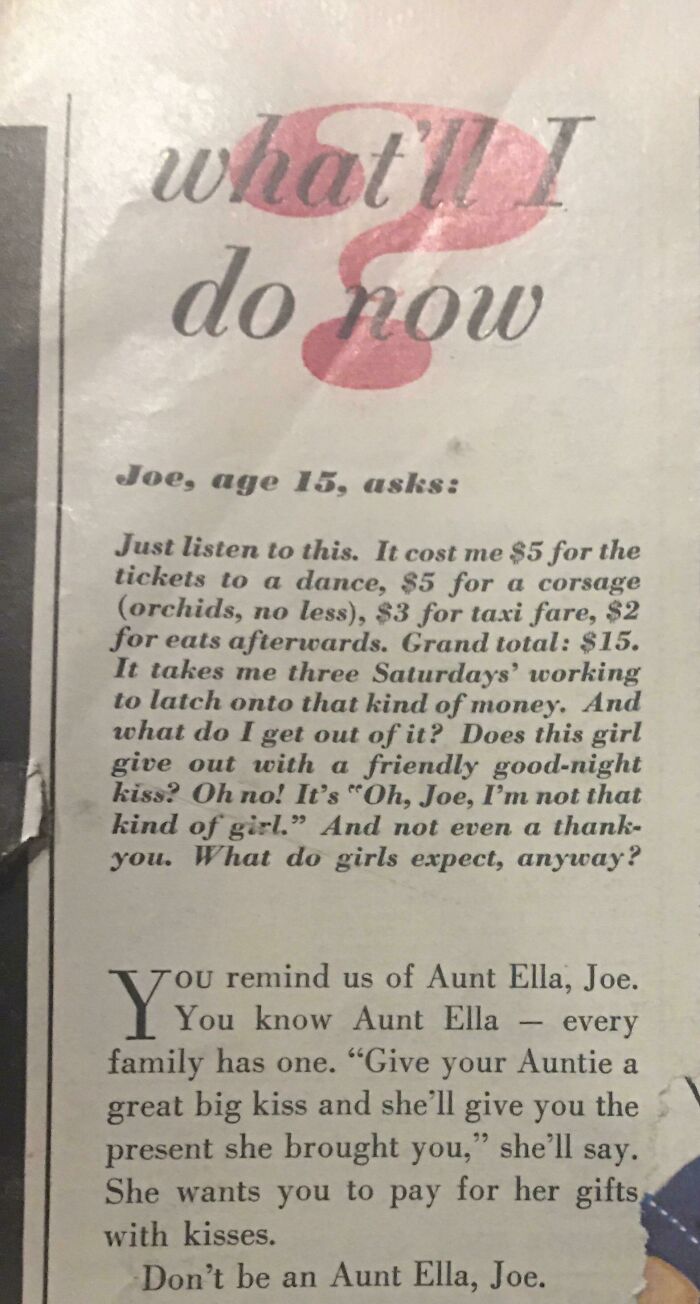 what'll I
do now
?
Joe, age 15, asks:
Just listen to this. It cost me $5 for the
tickets to a dance, $5 for a corsage
(orchids, no less), $3 for taxi fare, $2
for eats afterwards. Grand total: $15.
It takes me three Saturdays' working
to latch onto that kind of money. And
what do I get out of it? Does this girl
give out with a friendly good-night
kiss? Oh no! It's "Oh, Joe, I'm not that
kind of girl." And not even a thank-
you. What do girls expect, anyway?
YOU remind us of Aunt Ella, Joe.
You know Aunt Ella — every
family has one. "Give your Auntie a
great big kiss and she'll give you the
present she brought you," she'll say.
She wants you to pay for her gifts
with kisses.
Don't be an Aunt Ella, Joe.